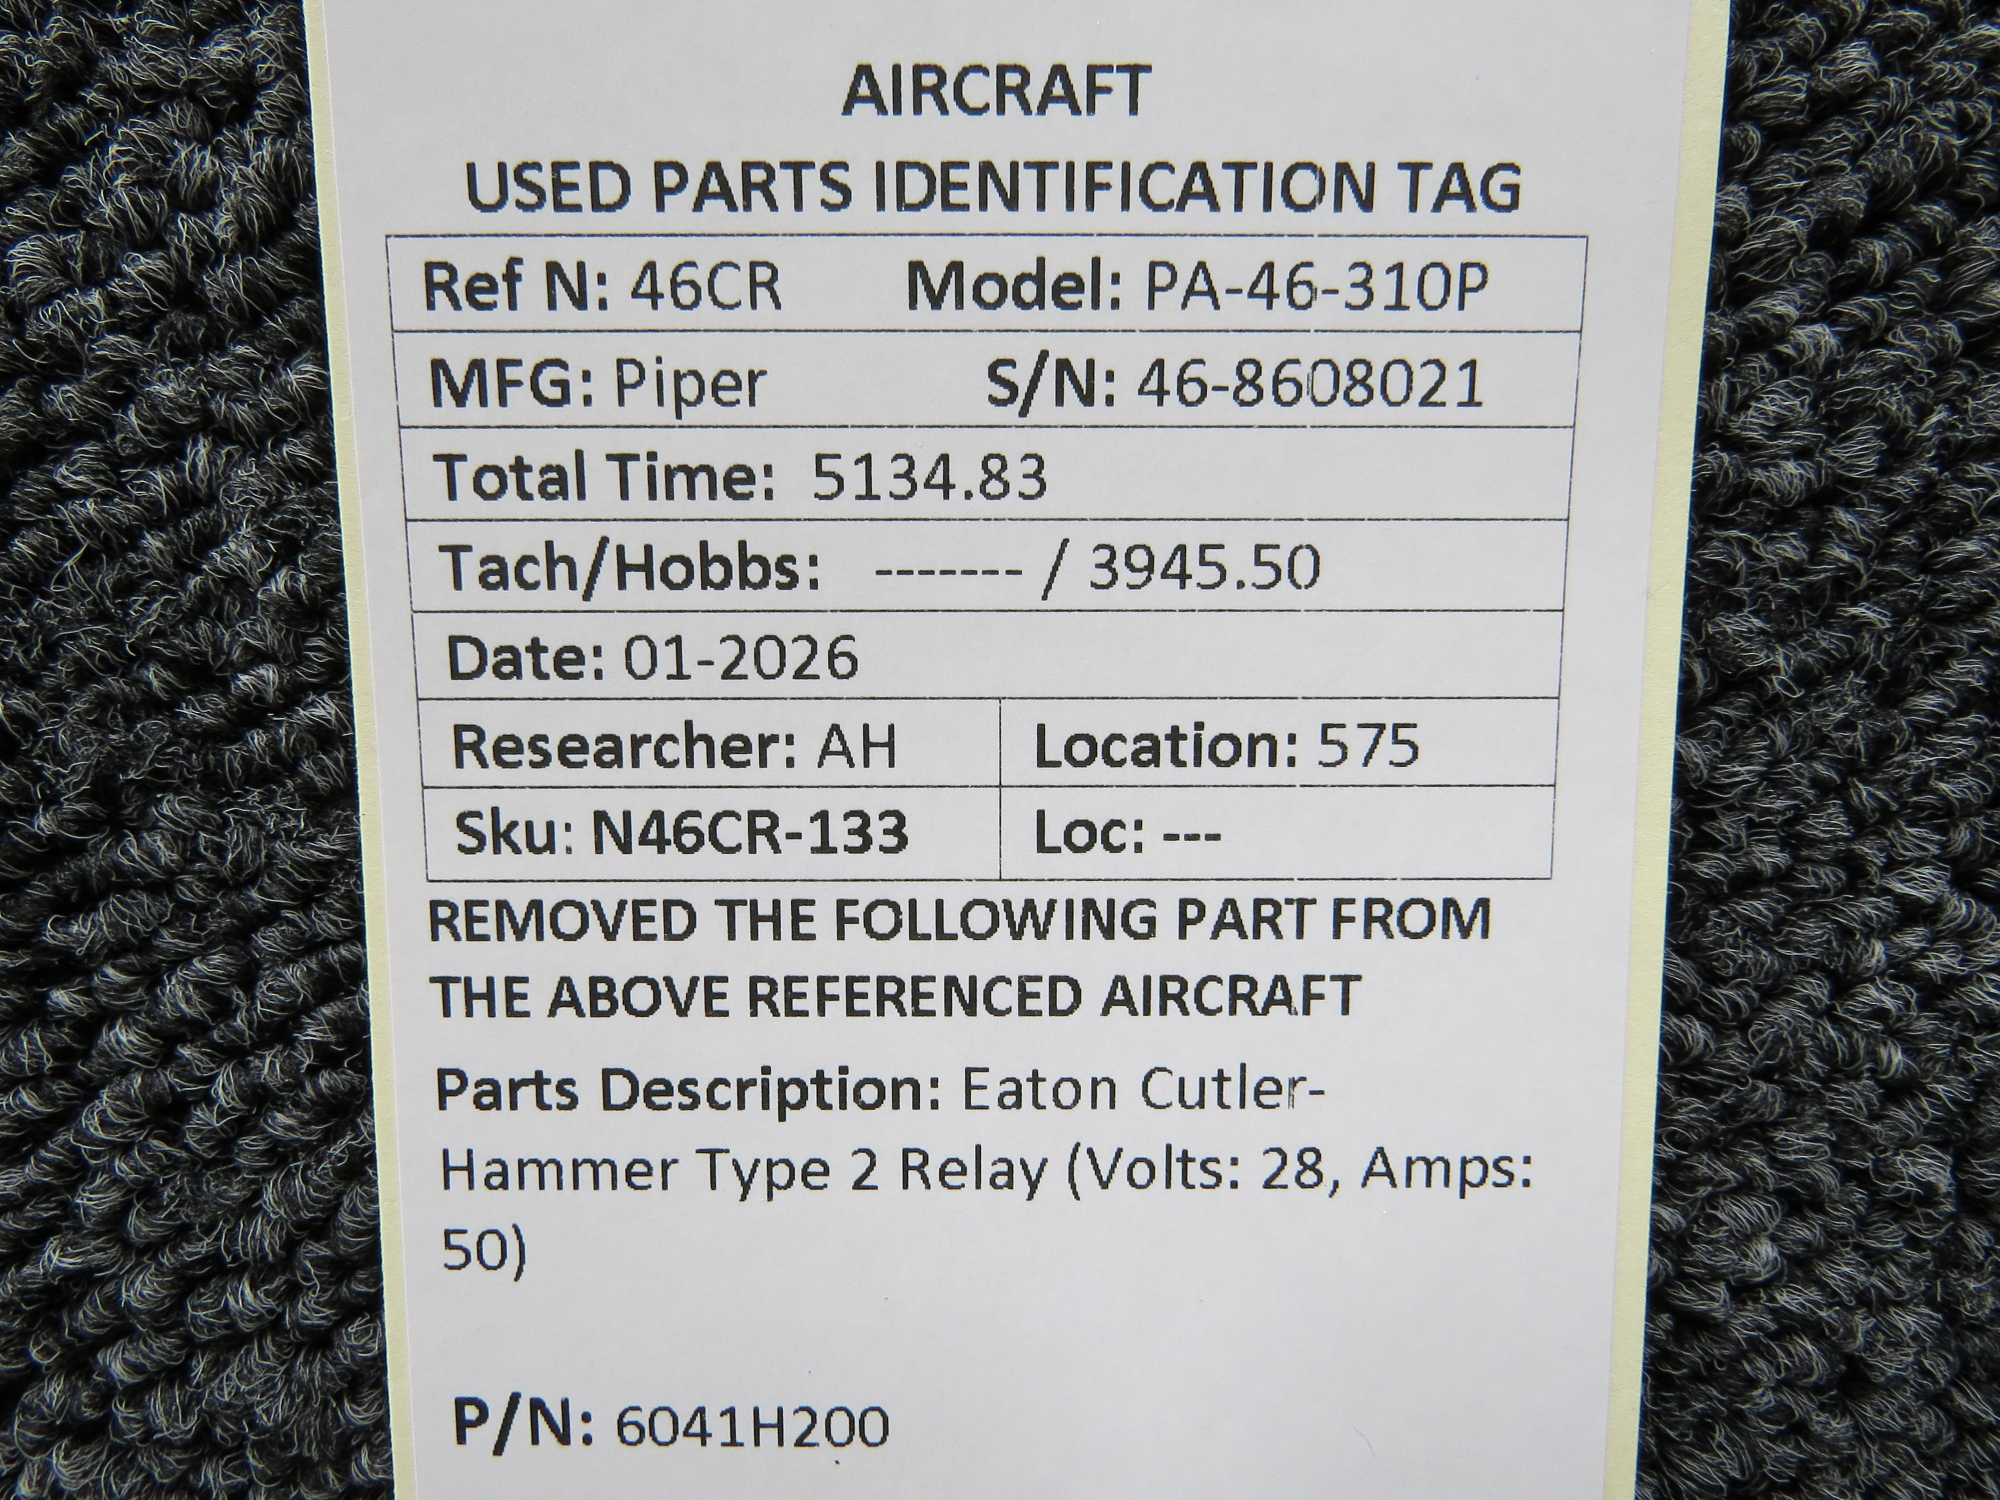 AIRCRAFT
USED PARTS IDENTIFICATION TAG
Ref N: 46CR Model: PA-46-310P
MFG: Piper S/N: 46-8608021
Total Time: 5134.83
Tach/Hobbs: ------- / 3945.50
Date: 01-2026
Researcher: AH Location: 575
Sku: N46CR-133 Loc: ---
REMOVED THE FOLLOWING PART FROM
THE ABOVE REFERENCED AIRCRAFT
Parts Description: Eaton Cutler-
Hammer Type 2 Relay (Volts: 28, Amps:
50)
P/N: 6041H200